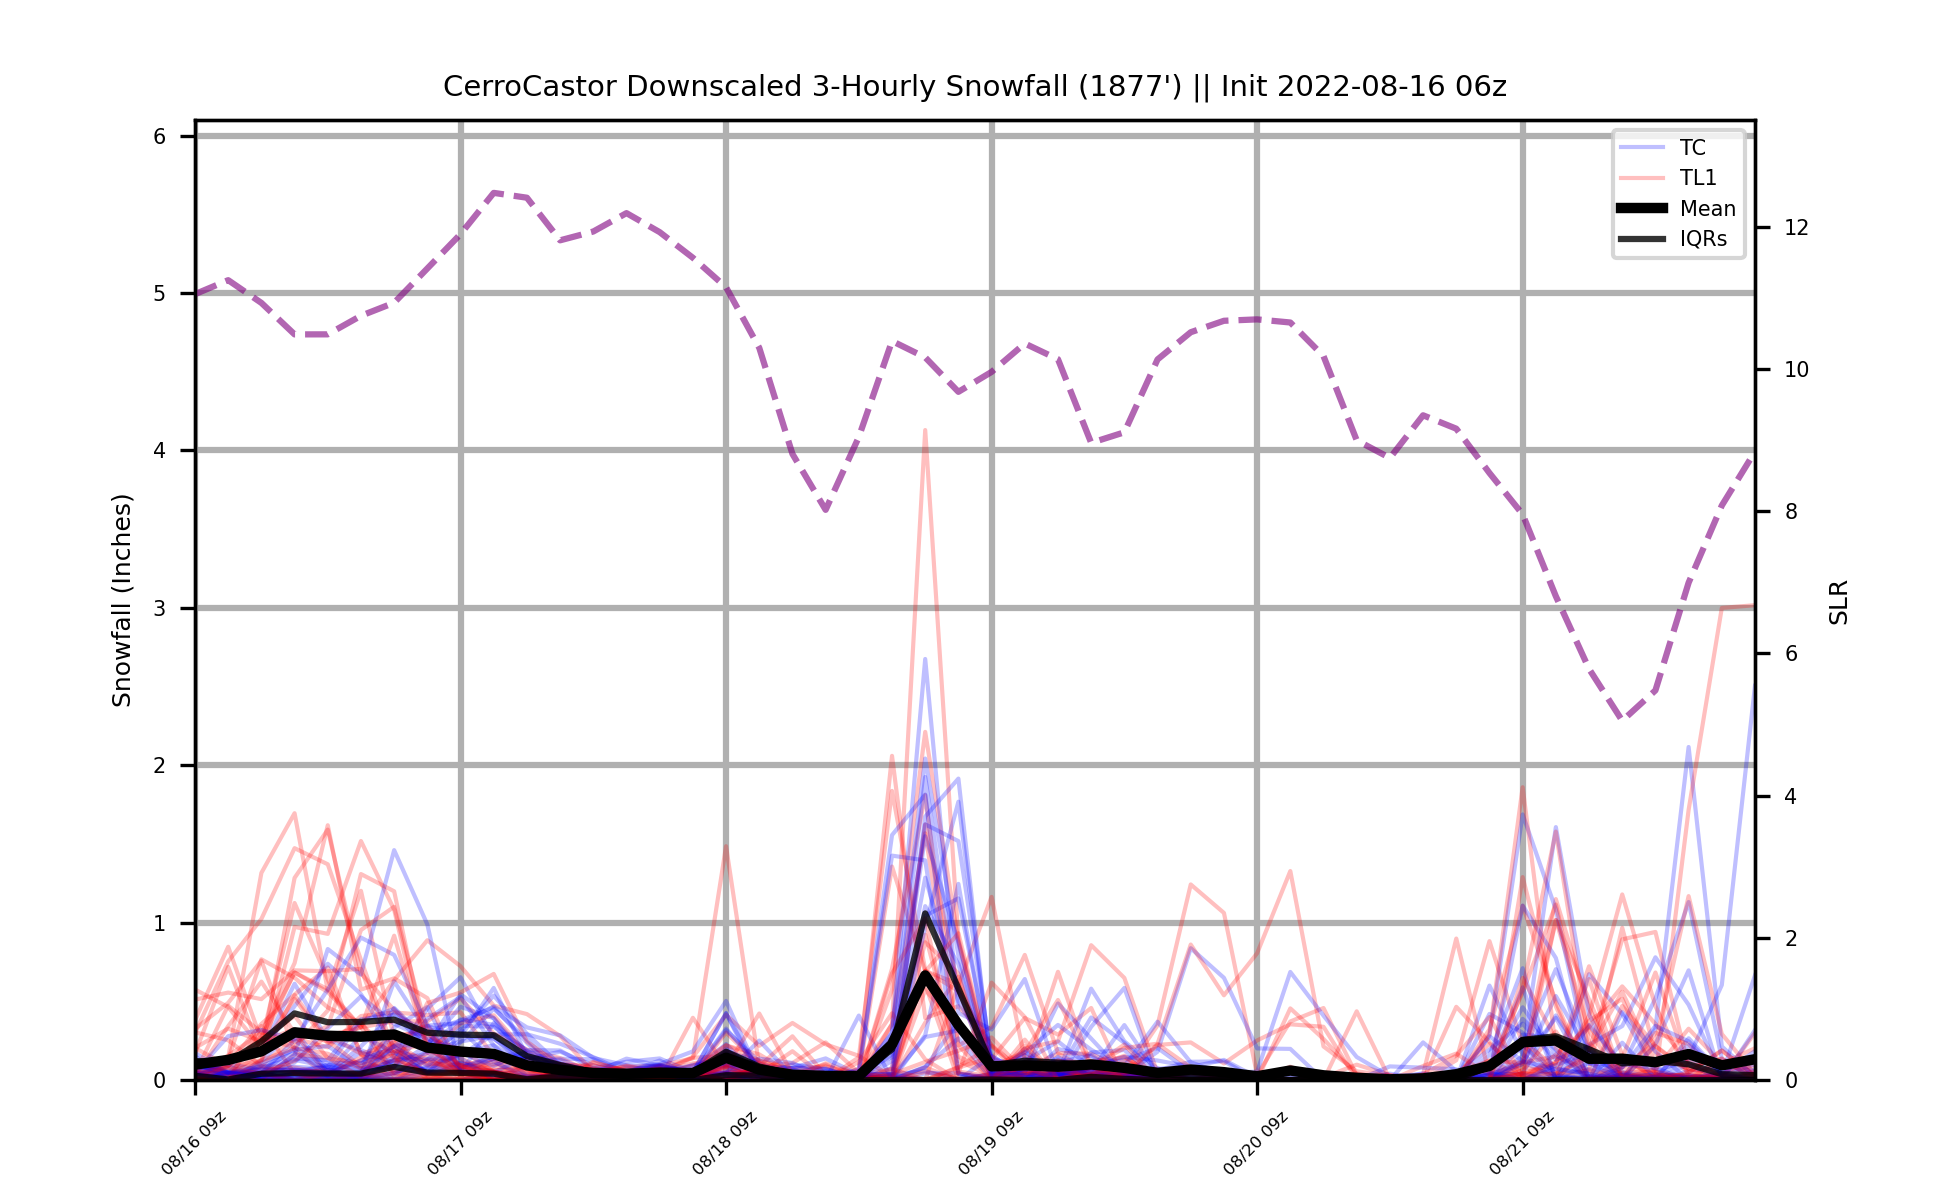 CerroCastor Downscaled 3-Hourly Snowfall (1877') || Init 2022-08-16 06z
TC
TL1
Mean
IQRs
Snowfall (Inches)
6
5
4
3
2
1
0
SLR
12
10
8
6
4
2
0
08/16 09z
08/17 09z
08/18 09z
08/19 09z
08/20 09z
08/21 09z